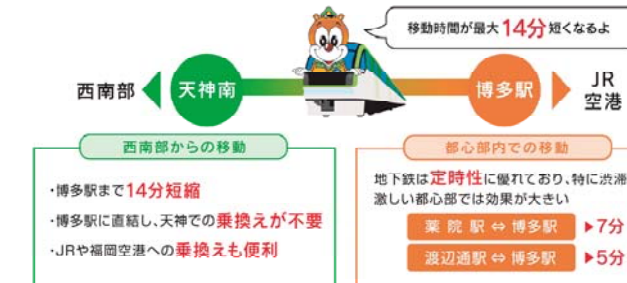 移動時間が最大14分短くなるよ
西南部
天神南
博多駅
JR
空港
西南部からの移動
・博多駅まで14分短縮
・博多駅に直結し、天神での乗換えが不要
・JRや福岡空港への乗換えも便利
都心部内での移動
地下鉄は定時性に優れており、特に渋滞
激しい都心部では効果が大きい
薬院駅⇔博多駅 ▶7分
渡辺通駅⇔博多駅 ▶5分